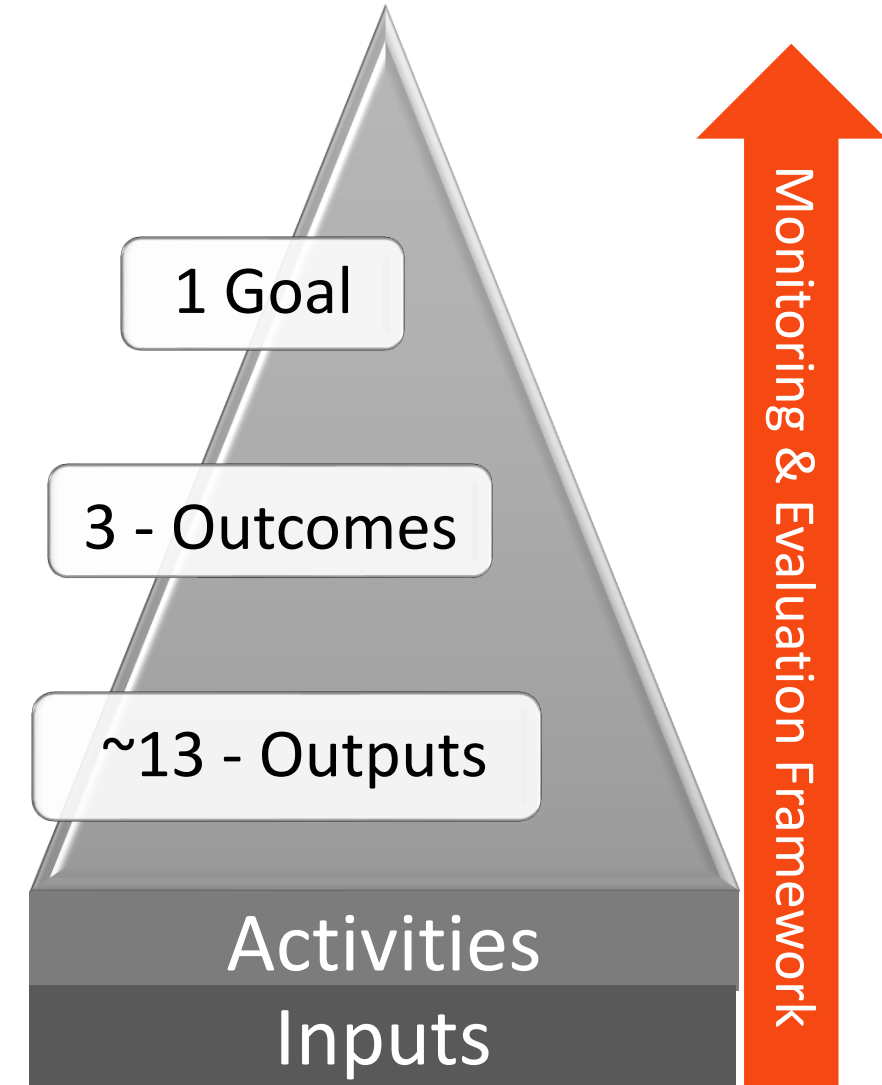 1 Goal
3 - Outcomes
~13 - Outputs
Activities
Inputs
Monitoring & Evaluation Framework